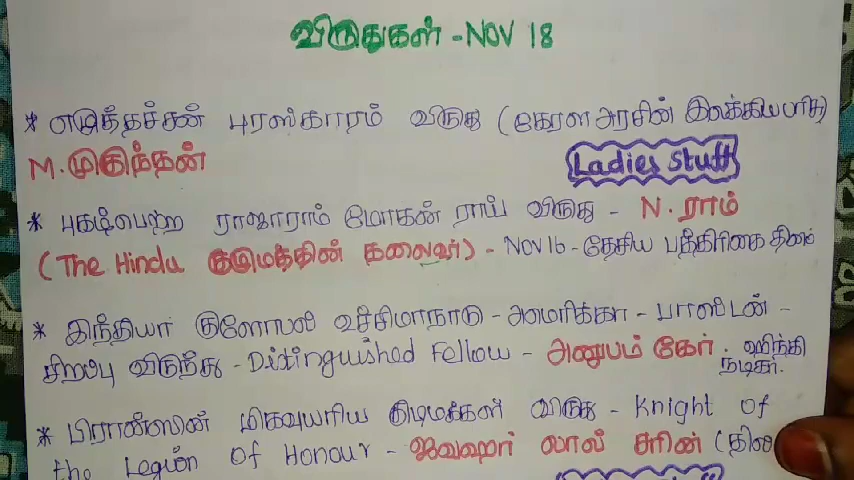 விருதுகள் - NOV 18
* எழுத்தச்சன் புரஸ்காரம் விருது (கேரள அரசின் இலக்கிய பரிசு)
M. முகுந்தன்
Ladies Stuff
* புகழ்பெற்ற ராஜாராம் மோகன் ராய் விருது - N. ராம்
(The Hindu குழுமத்தின் தலைவர்) - Nov 16 - தேசிய பத்திரிகை தினம்
* இந்தியா குளோபல் உச்சிமாநாடு - அமெரிக்கா - பாஸ்டன் -
சிறப்பு விருந்து - Distinguished Fellow - அனுபம் கேர். ஹிந்தி
நடிகர்.
* பிரான்ஸின் மிகவுயரிய குடிமக்கள் விருது - Knight of
the Legion of Honour - ஜவஹர் லால் சரின்